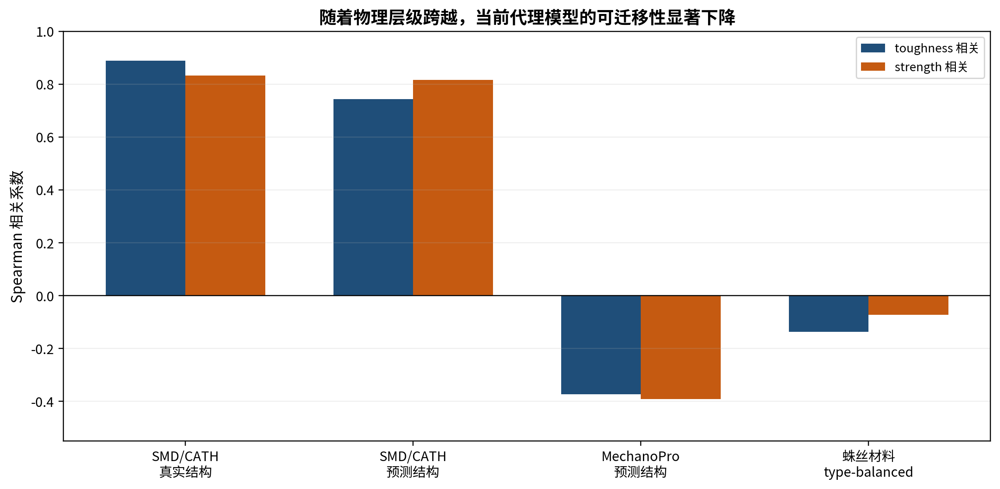 随着物理层级跨越，当前代理模型的可迁移性显著下降
toughness 相关
strength 相关
Spearman 相关系数
1.0
0.8
0.6
0.4
0.2
0.0
-0.2
-0.4
SMD/CATH
真实结构
SMD/CATH
预测结构
MechanoPro
预测结构
蛛丝材料
type-balanced